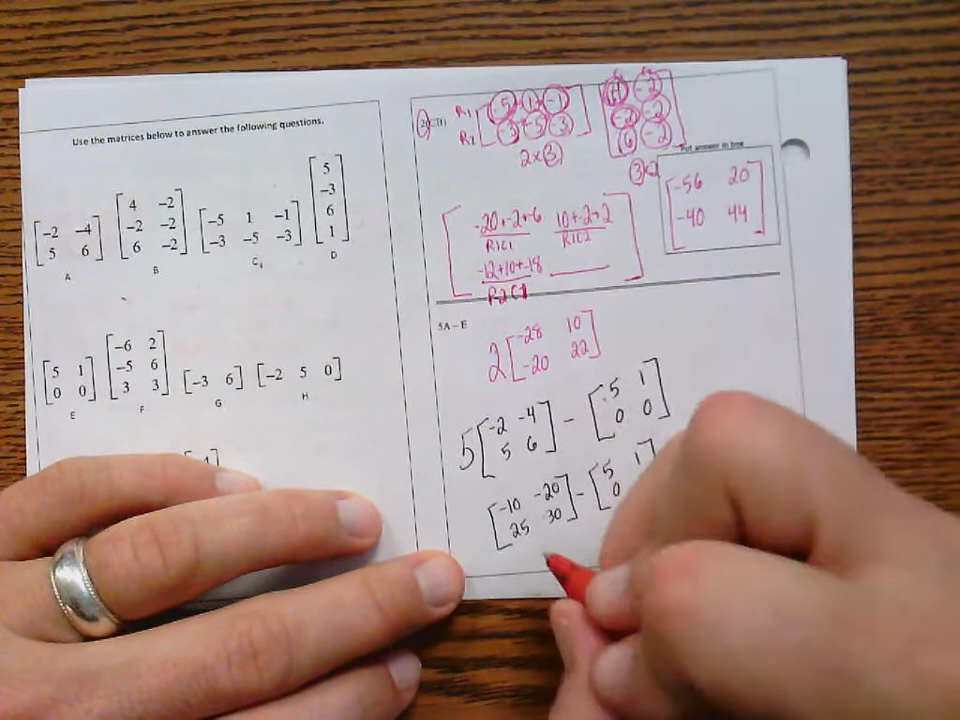 Use the matrices below to answer the following questions.
-2 -4
5 6
A
4 -2
-2 -2
6 -2
B
-5 1 -1
-3 -5 -3
C
5
-3
6
1
D
5 1
0 0
E
-6 2
-5 6
3 3
F
-3 6
G
-2 5 0
H
R1 -5 1 -1
R2 -3 -5 -3
2x3
-2
-2 -2
6 -2
3x2
Put answer in box
-56 20
-40 44
-20+-2+-6 10+-2+2
R1C1 R1C2
-12+10+-18
R2C1
5A – E
2 -28 10
-20 22
5 -2 -4 - 5 1
5 6 0 0
-10 -20 - 5 1
25 30 0